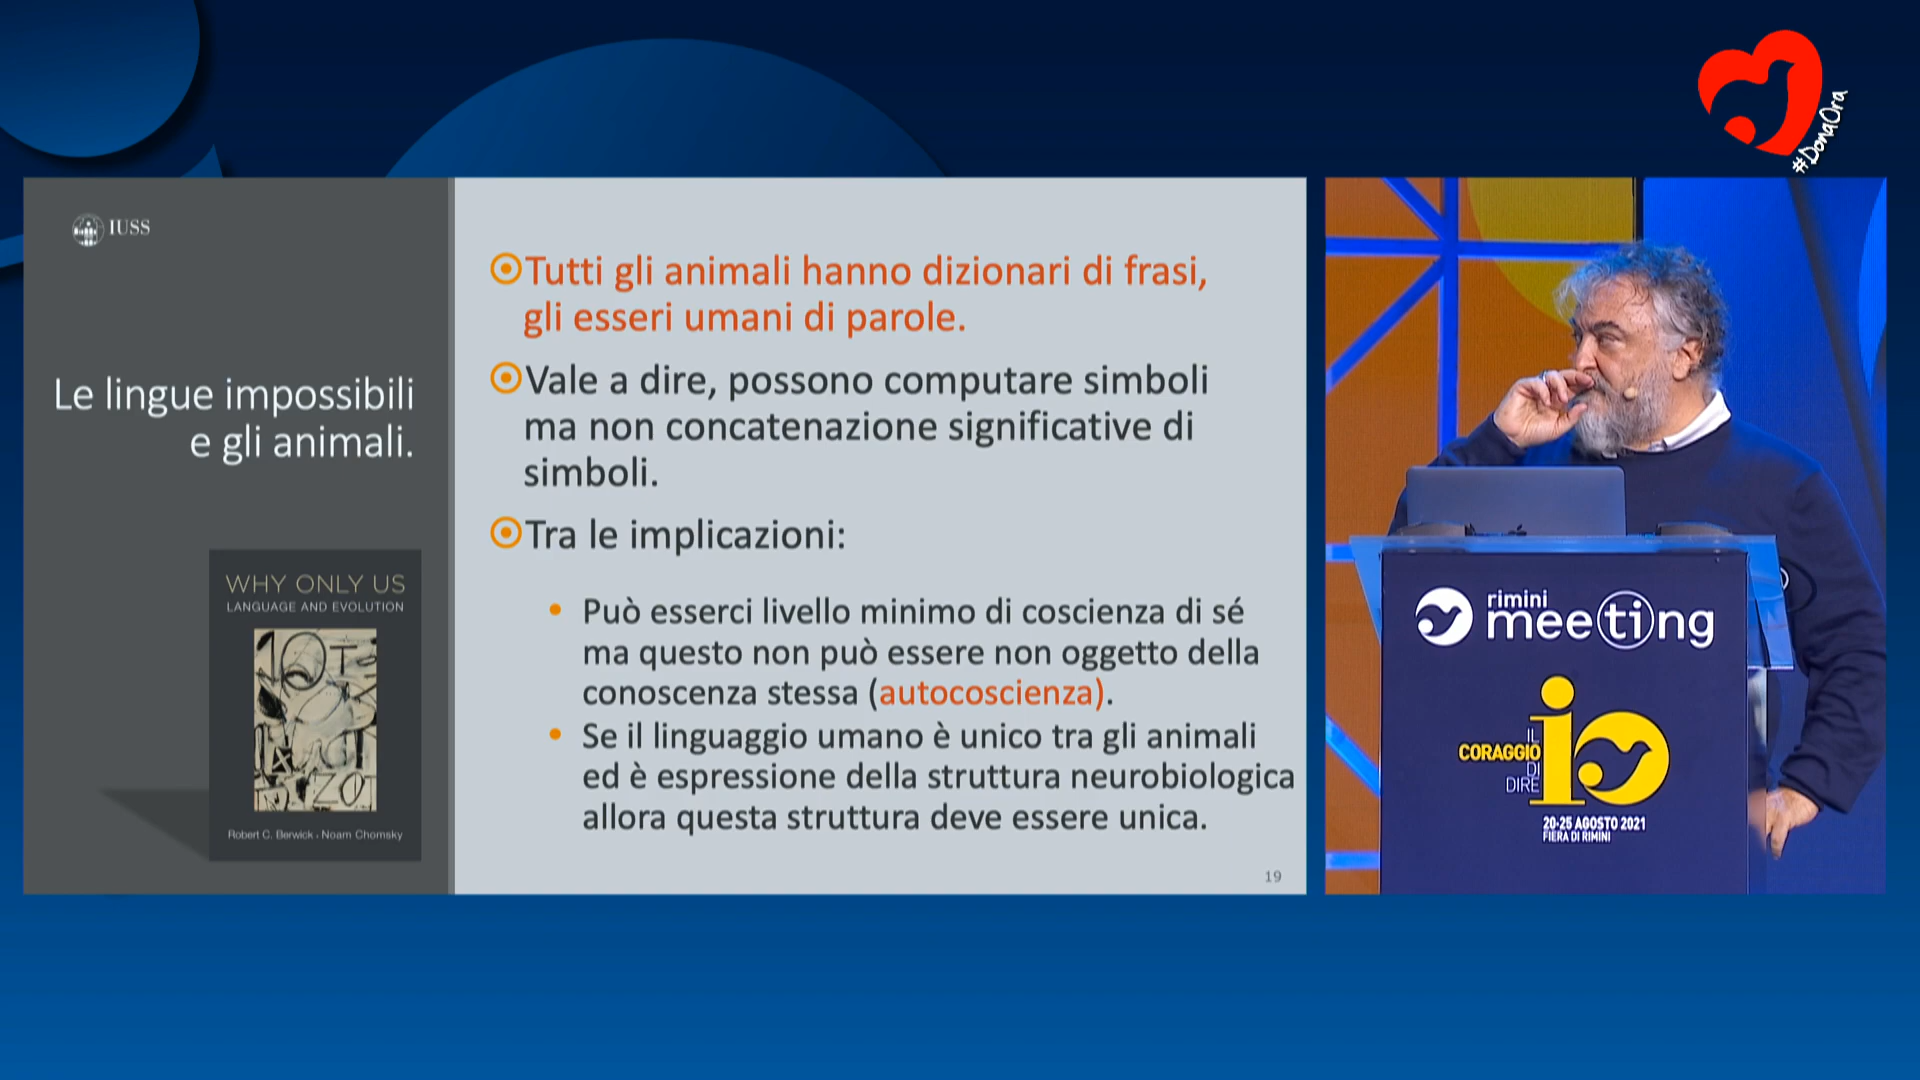 #DonaOra
IUSS
Le lingue impossibili
e gli animali.
WHY ONLY US
LANGUAGE AND EVOLUTION
Robert C. Berwick • Noam Chomsky
Tutti gli animali hanno dizionari di frasi,
gli esseri umani di parole.
Vale a dire, possono computare simboli
ma non concatenazione significative di
simboli.
Tra le implicazioni:
• Può esserci livello minimo di coscienza di sé
ma questo non può essere non oggetto della
conoscenza stessa (autocoscienza).
• Se il linguaggio umano è unico tra gli animali
ed è espressione della struttura neurobiologica
allora questa struttura deve essere unica.
19
rimini
meeting
IL
CORAGGIO
DI
DIRE
io
20-25 AGOSTO 2021
FIERA DI RIMINI